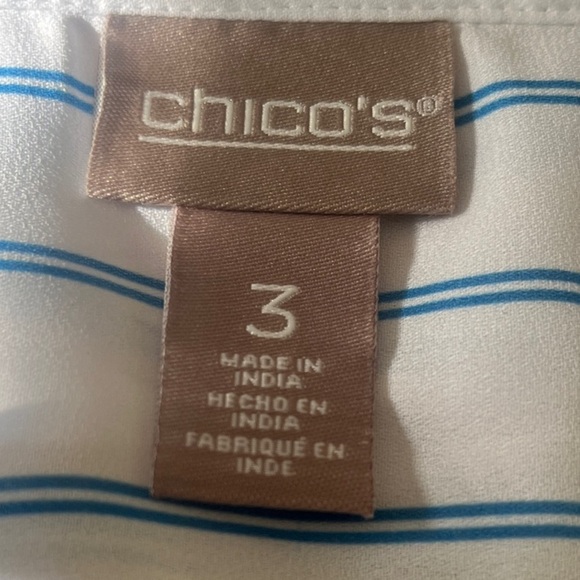 chico's®
3
MADE IN
INDIA
HECHO EN
INDIA
FABRIQUÉ EN
INDE